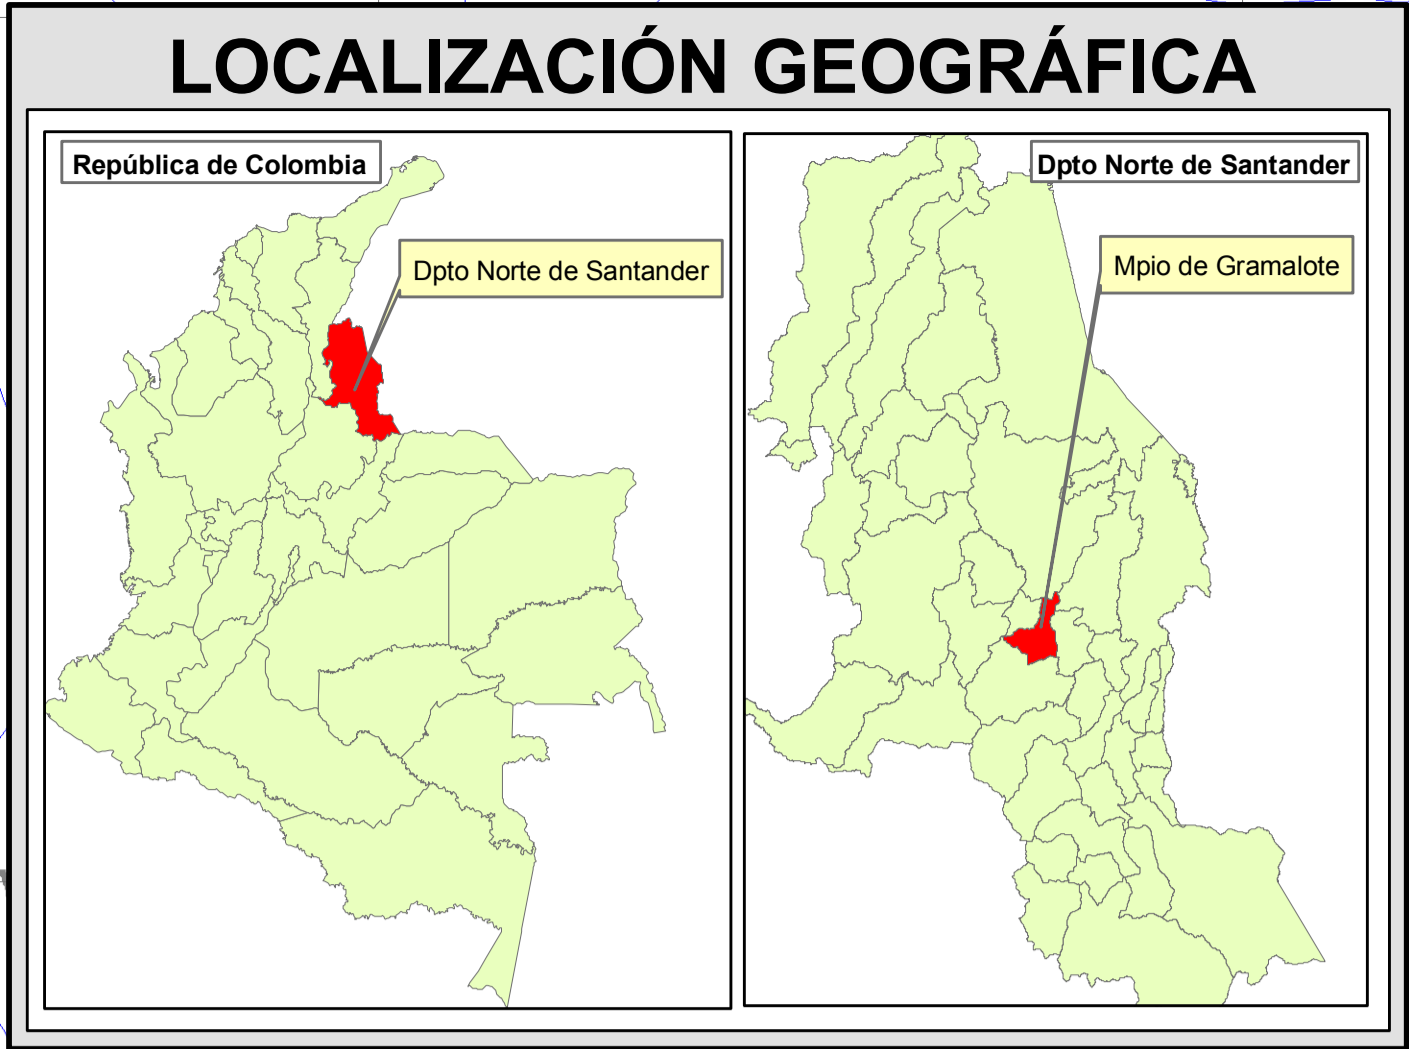 LOCALIZACIÓN GEOGRÁFICA
República de Colombia
Dpto Norte de Santander
Dpto Norte de Santander
Mpio de Gramalote